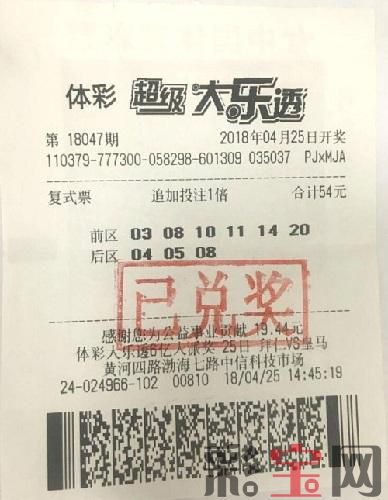 体彩 超级大乐透
第 18047期 2018年04月25日开奖
110379-777300-058298-601309 035037 PJxMJA
复式票 追加投注1倍 合计54元
前区 03 08 10 11 14 20
后区 04 05 08
已兑奖
感谢您为公益事业贡献 19.44元
体彩大乐透6亿大派奖 25日 拜仁VS皇马
黄河四路渤海七路中信科技市场
24-024966-102 00810 18/04/25 14:45:19
彩宝网